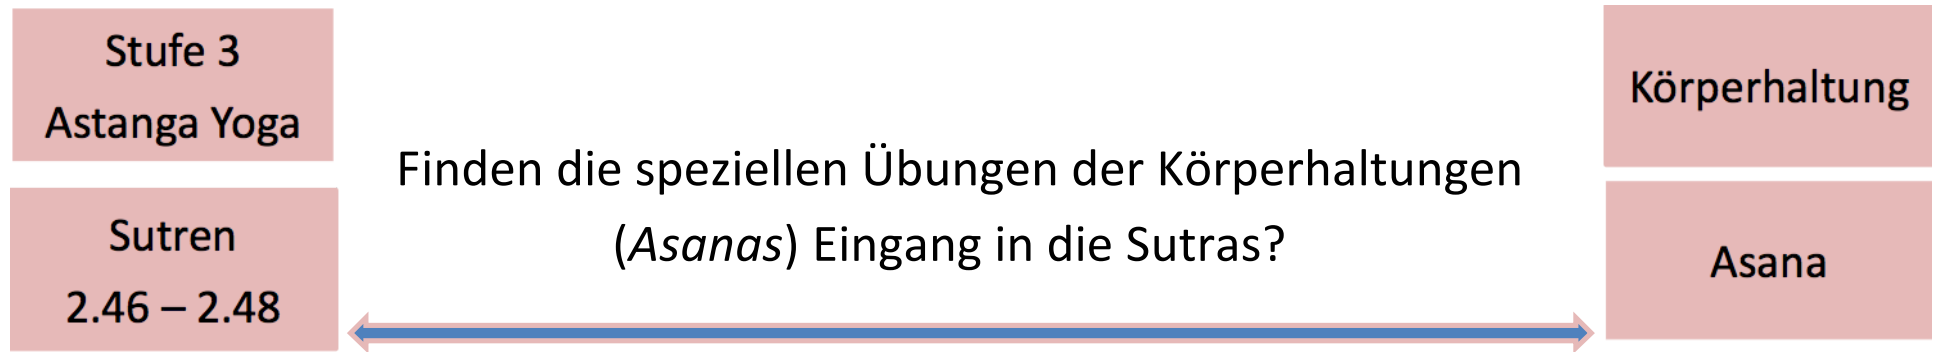 Stufe 3
Astanga Yoga
Sutren
2.46 – 2.48
Finden die speziellen Übungen der Körperhaltungen
(Asanas) Eingang in die Sutras?
Körperhaltung
Asana